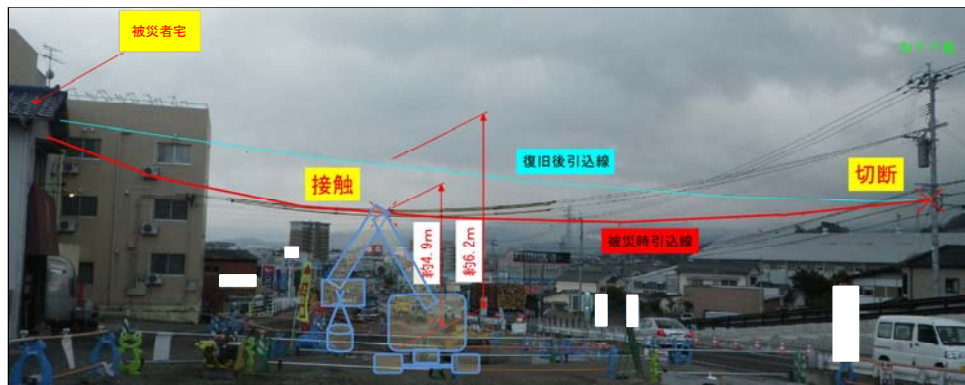 被災者宅
接触
復旧後引込線
切断
約4.9m
約6.2m
被災時引込線